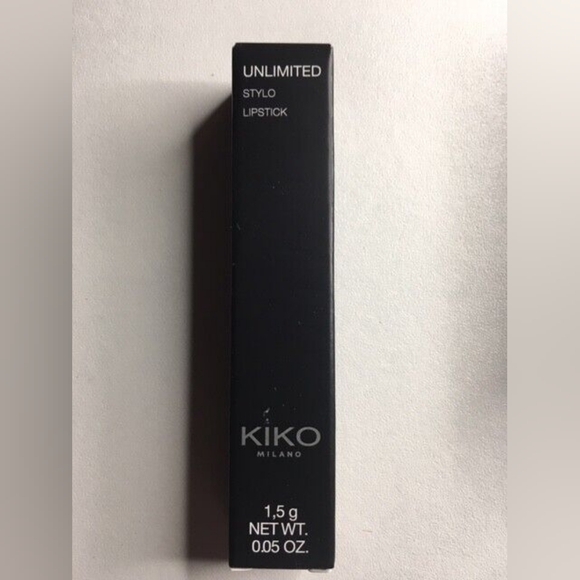 UNLIMITED
STYLO
LIPSTICK
KIKO
MILANO
1,5 g
NET WT.
0.05 OZ.